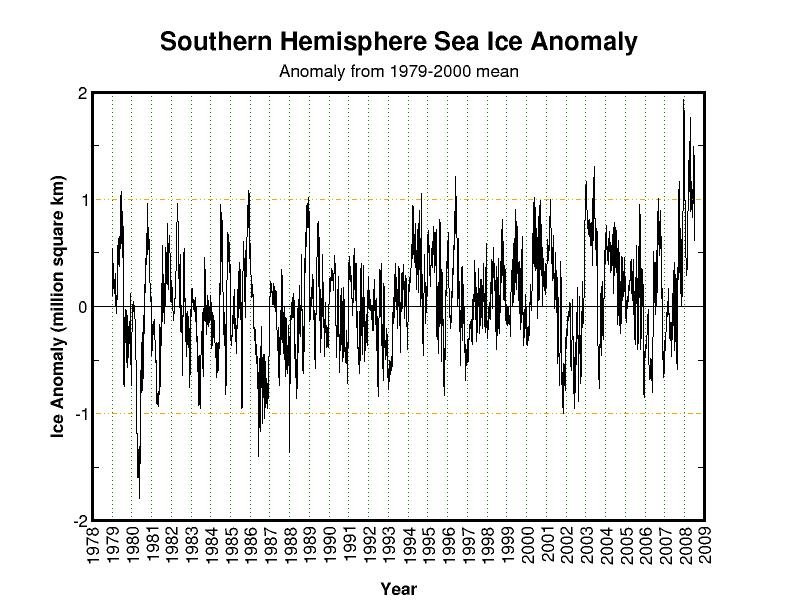 Southern Hemisphere Sea Ice Anomaly
Anomaly from 1979-2000 mean
Ice Anomaly (million square km)
2
1
0
-1
-2
1978 1979 1980 1981 1982 1983 1984 1985 1986 1987 1988 1989 1990 1991 1992 1993 1994 1995 1996 1997 1998 1999 2000 2001 2002 2003 2004 2005 2006 2007 2008 2009
Year